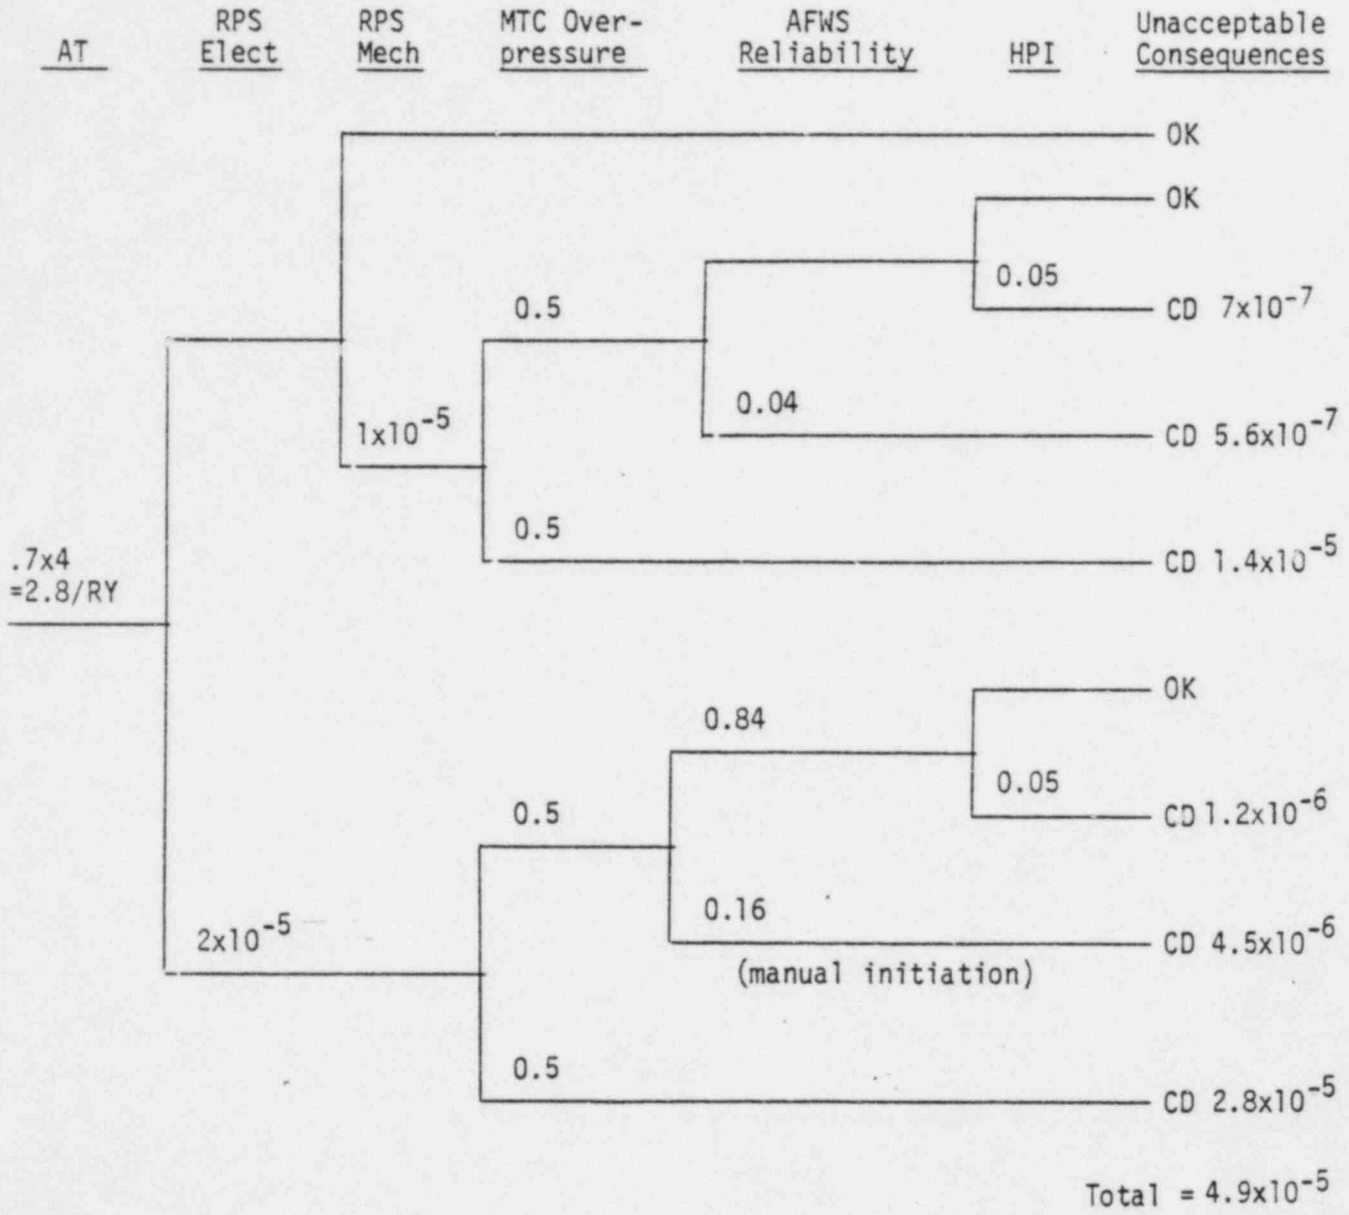 AT
RPS Elect
RPS Mech
MTC Over-pressure
AFWS Reliability
HPI
Unacceptable Consequences
OK
OK
0.05
0.5
CD 7x10⁻⁷
0.04
1x10⁻⁵
CD 5.6x10⁻⁷
0.5
CD 1.4x10⁻⁵
.7x4
=2.8/RY
OK
0.84
0.05
0.5
CD 1.2x10⁻⁶
0.16
2x10⁻⁵
CD 4.5x10⁻⁶
(manual initiation)
0.5
CD 2.8x10⁻⁵
Total = 4.9x10⁻⁵